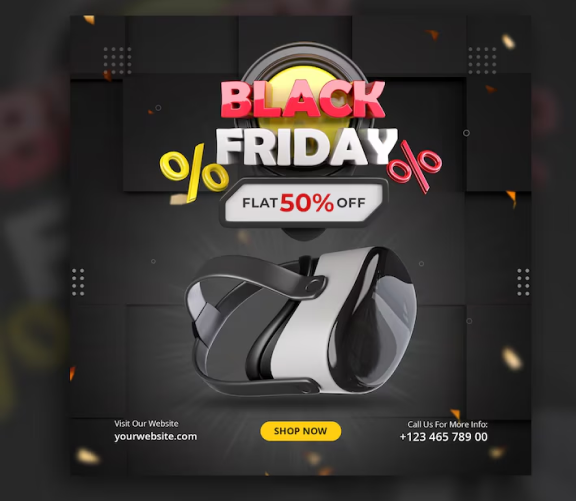 BLACK
FRIDAY
%
%
FLAT 50% OFF
Visit Our Website
yourwebsite.com
SHOP NOW
Call Us For More Info:
+123 465 789 00